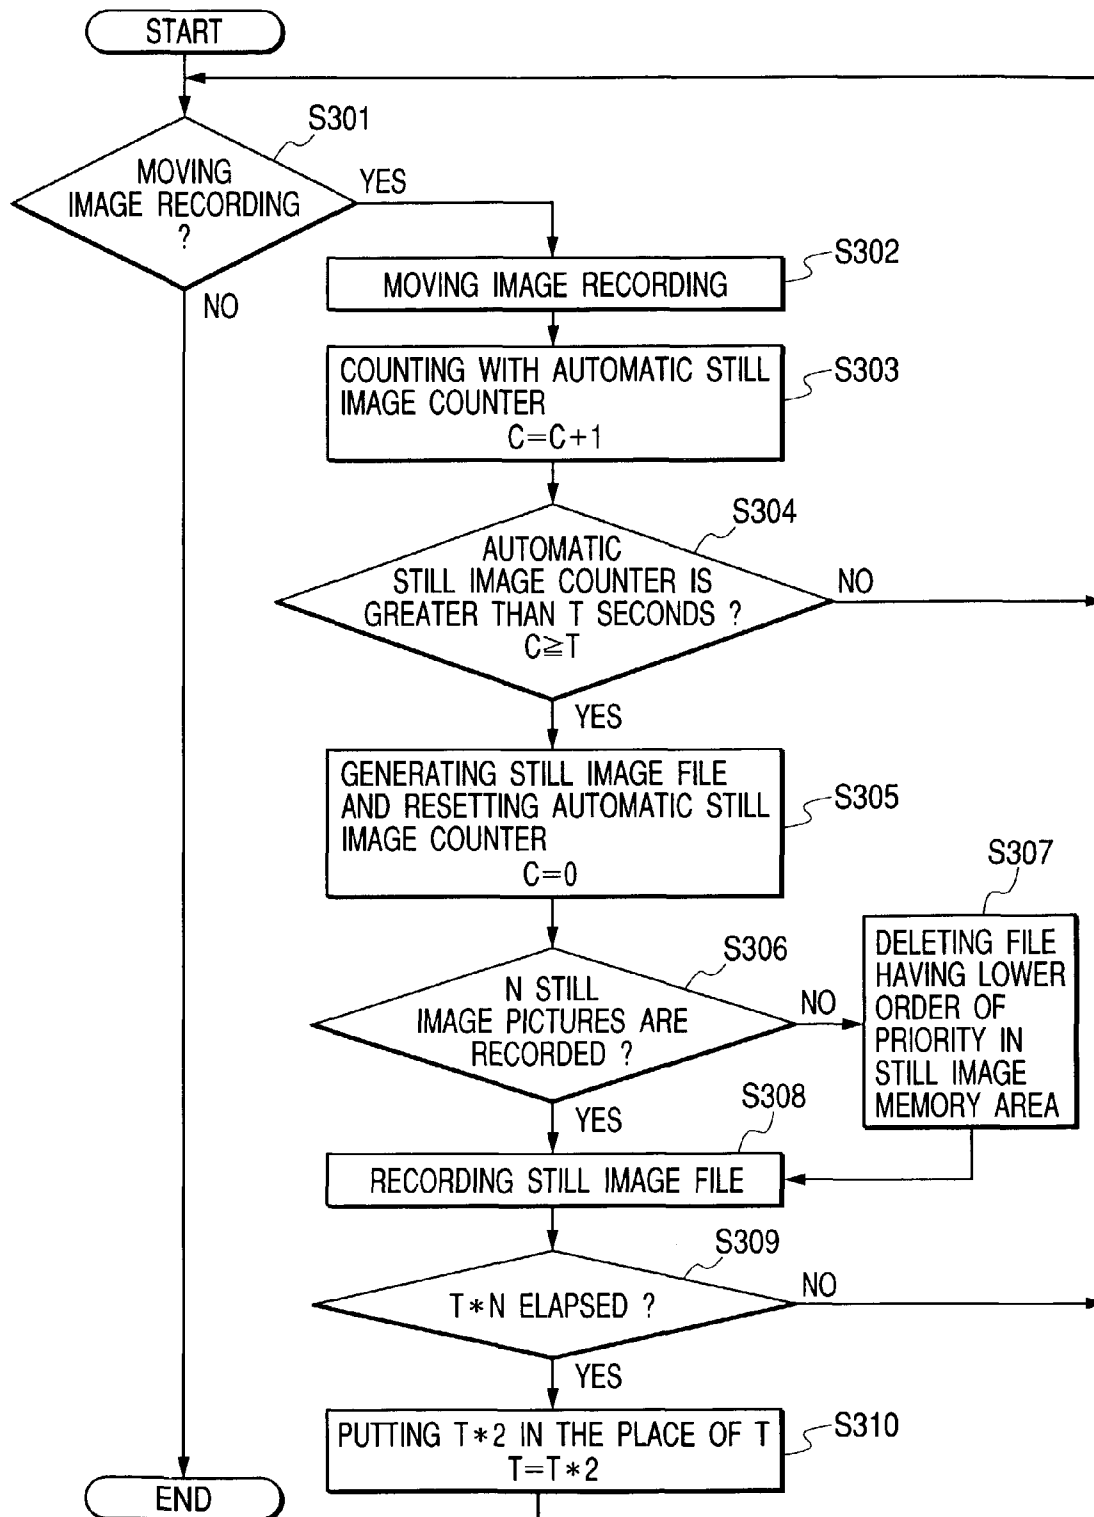 START
S301
MOVING
IMAGE RECORDING
?
YES
NO
S302
MOVING IMAGE RECORDING
S303
COUNTING WITH AUTOMATIC STILL
IMAGE COUNTER
C=C+1
S304
AUTOMATIC
STILL IMAGE COUNTER IS
GREATER THAN T SECONDS ?
C≧T
NO
YES
S305
GENERATING STILL IMAGE FILE
AND RESETTING AUTOMATIC STILL
IMAGE COUNTER
C=0
S306
N STILL
IMAGE PICTURES ARE
RECORDED ?
NO
YES
S307
DELETING FILE
HAVING LOWER
ORDER OF
PRIORITY IN
STILL IMAGE
MEMORY AREA
S308
RECORDING STILL IMAGE FILE
S309
T*N ELAPSED ?
NO
YES
S310
PUTTING T*2 IN THE PLACE OF T
T=T*2
END